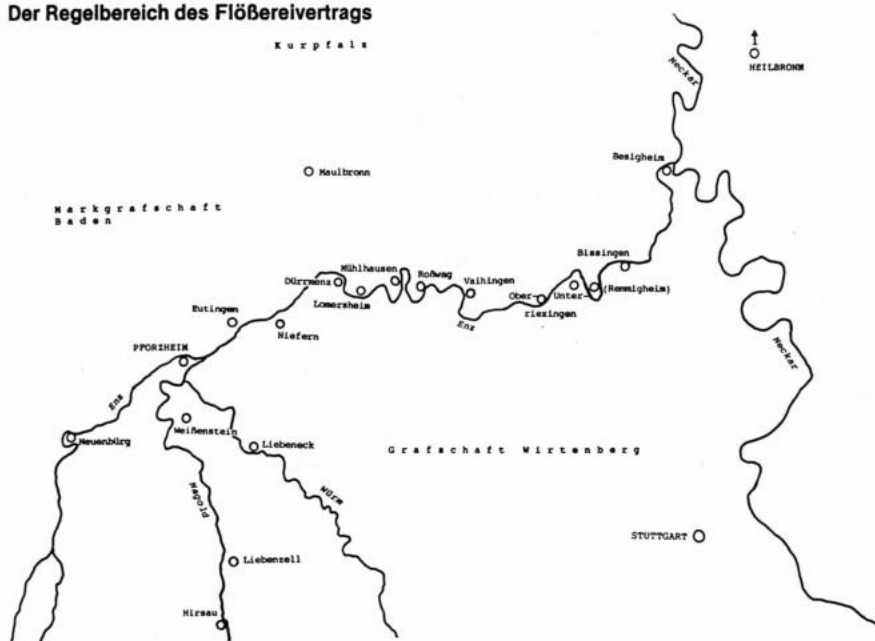 Der Regelbereich des Flößereivertrags
Kurpfalz
Neckar
HEILBRONN
Maulbronn
Besigheim
Markgrafschaft
Baden
Bissingen
Mühlhausen
Roßwag
Vaihingen
Dürrmenz
Lomersheim
Ober-
Unter-
(Remmigheim)
riexingen
Enz
Eutingen
Niefern
Neckar
PFORZHEIM
Enz
Weißenstein
Neuenbürg
Liebeneck
Grafschaft Wirtenberg
Nagold
Würm
STUTTGART
Liebenzell
Hirsau